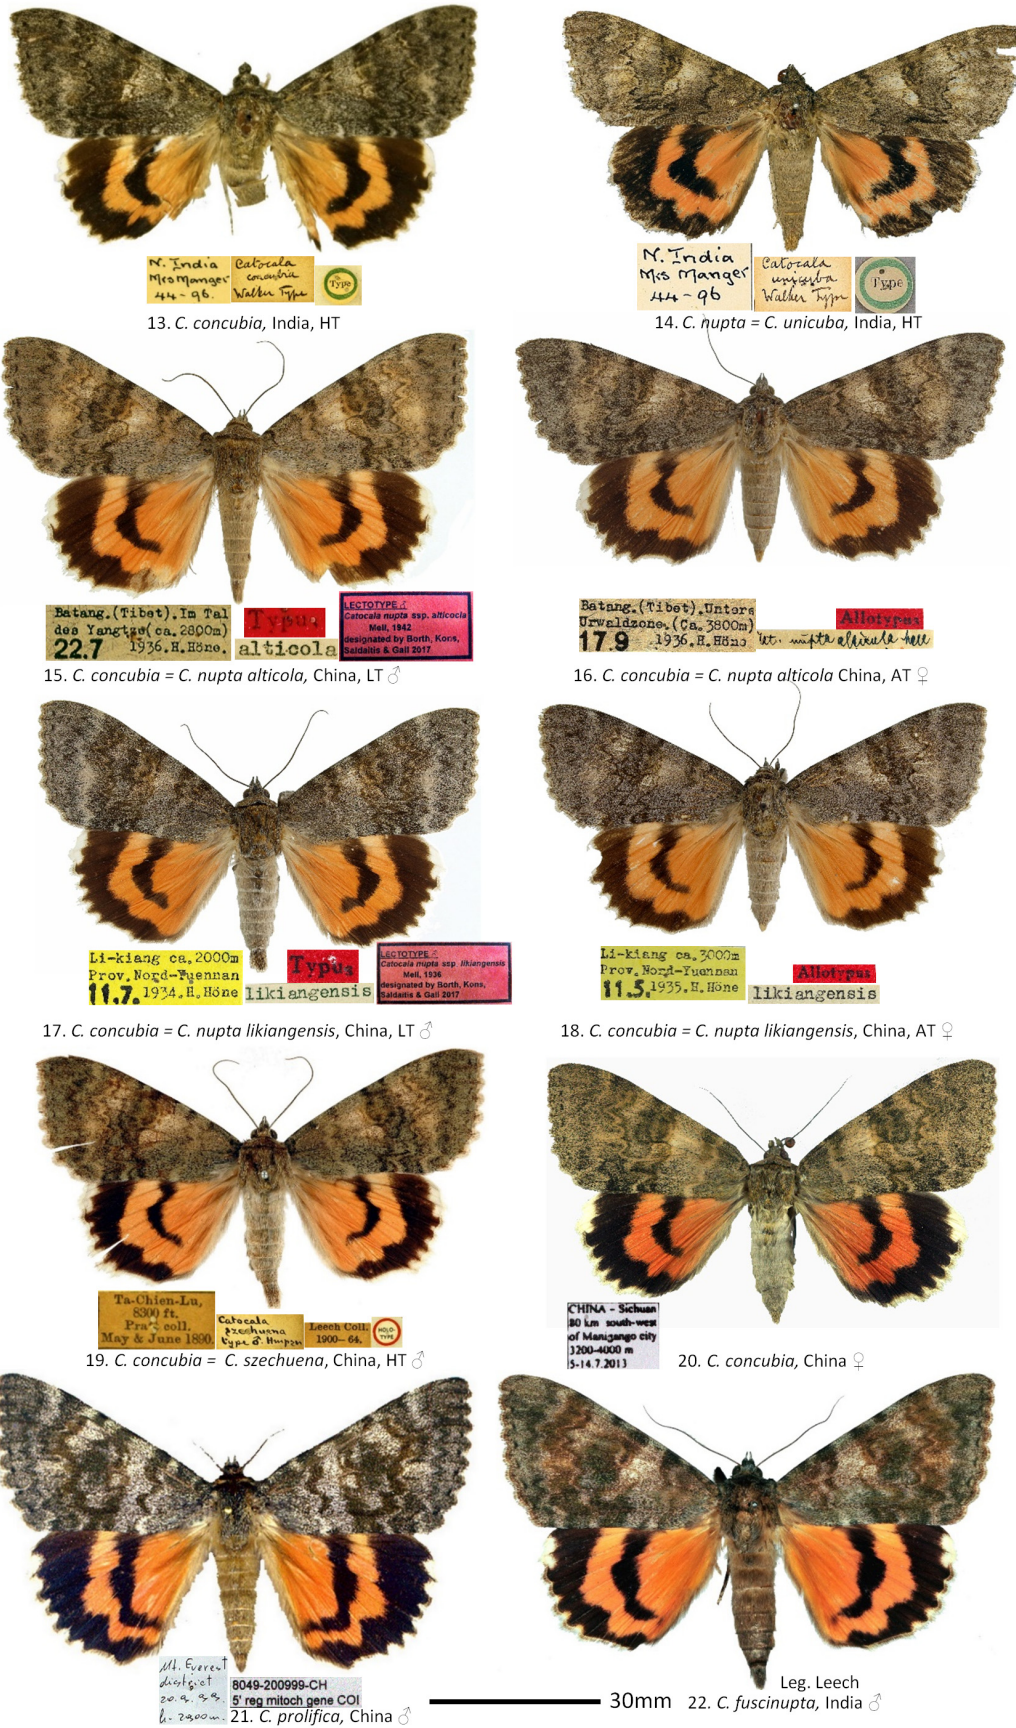 N. India
Mrs Manger
44-96.
Catocala
concubia
Walker Type
Type
13. C. concubia, India, HT
N. India
Mrs Manger
44-96
Catocala
unicuba
Walker Type
Type
14. C. nupta = C. unicuba, India, HT
Batang.(Tibet).Im Tal
des Yangtze(ca.2800m)
22.7 1936.H.Höne.
Typus
alticola
LECTOTYPE ♂
Catocala nupta ssp. alticola
Mell, 1942
designated by Borth, Kons,
Saldaitis & Gall 2017
15. C. concubia = C. nupta alticola, China, LT ♂
Batang.(Tibet).Untere
Urwaldzone.(Ca.3800m)
17.9 1936.H.Höne
Allotypus
nupta
16. C. concubia = C. nupta alticola China, AT ♀
Li-kiang ca.2000m
Prov.Nord-Yuennan
11.7. 1934.H.Höne
Typus
likiangensis
LECTOTYPE ♂
Catocala nupta ssp likiangensis
Mell, 1936
designated by Borth, Kons,
Saldaitis & Gall 2017
17. C. concubia = C. nupta likiangensis, China, LT ♂
Li-kiang ca.3000m
Prov.Nord-Yuennan
11.5. 1935.H.Höne
Allotypus
likiangensis
18. C. concubia = C. nupta likiangensis, China, AT ♀
Ta-Chien-Lu,
8300 ft.
Pratt coll.
May & June 1890.
Catocala
szechuena
type ♂. Hmpsn
Leech Coll.
1900-64.
HOLO-
TYPE
19. C. concubia = C. szechuena, China, HT ♂
CHINA - Sichuan
80 km south-west
of Manigango city
3200-4000 m
5-14.7.2013
20. C. concubia, China ♀
Mt. Everest
district
8049-200999-CH
5' reg mitoch gene COI
21. C. prolifica, China ♂
30mm
Leg. Leech
22. C. fuscinupta, India ♂